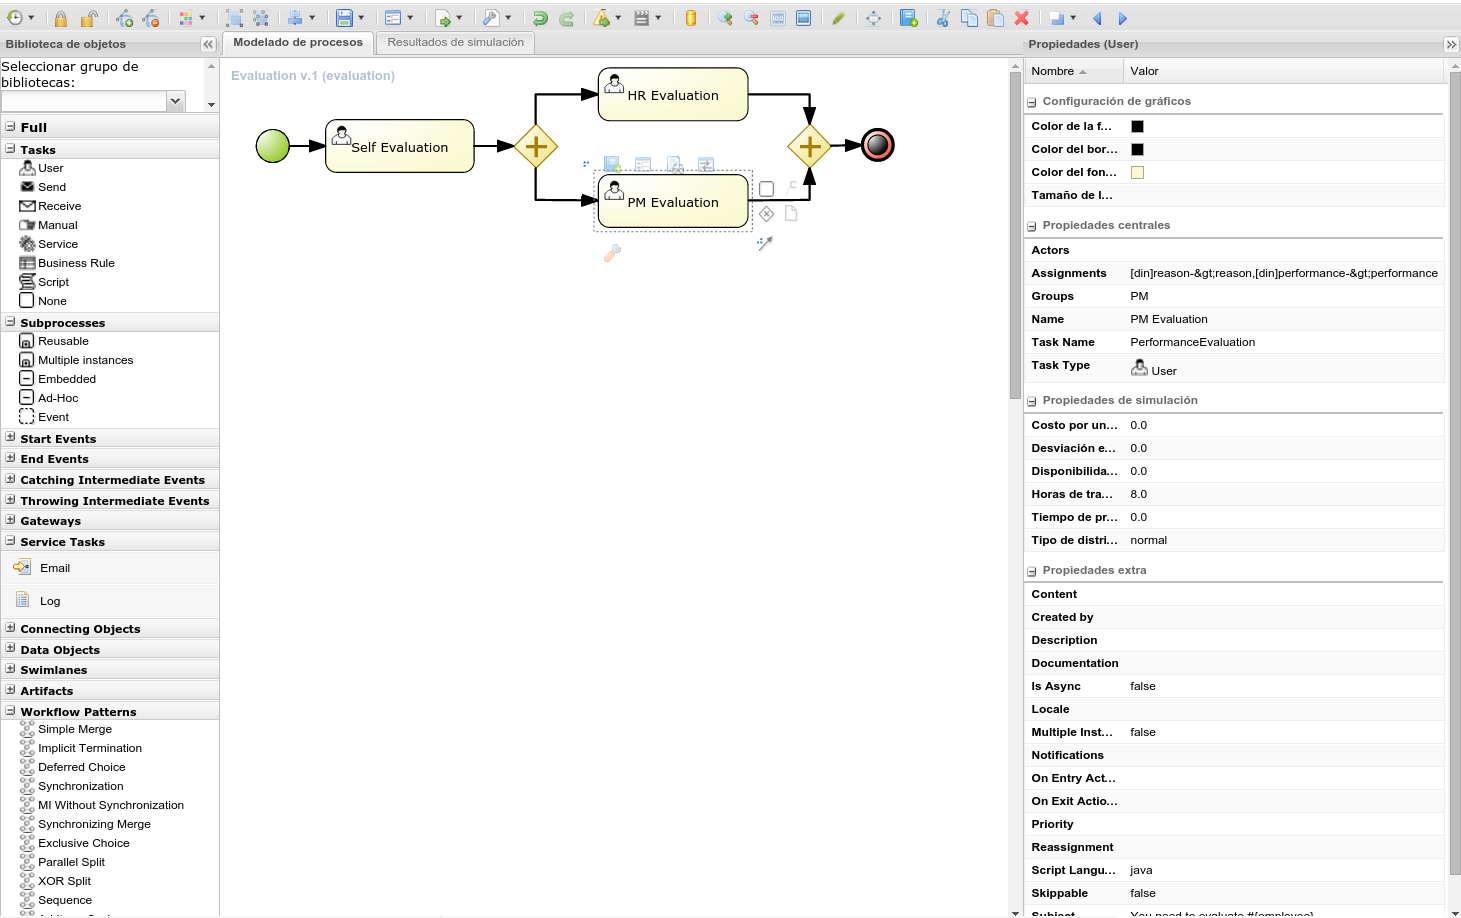 Biblioteca de objetos
Seleccionar grupo de
bibliotecas:
Full
Tasks
User
Send
Receive
Manual
Service
Business Rule
Script
None
Subprocesses
Reusable
Multiple instances
Embedded
Ad-Hoc
Event
Start Events
End Events
Catching Intermediate Events
Throwing Intermediate Events
Gateways
Service Tasks
Email
Log
Connecting Objects
Data Objects
Swimlanes
Artifacts
Workflow Patterns
Simple Merge
Implicit Termination
Deferred Choice
Synchronization
MI Without Synchronization
Synchronizing Merge
Exclusive Choice
Parallel Split
XOR Split
Sequence
Modelado de procesos
Resultados de simulación
Evaluation v.1 (evaluation)
Self Evaluation
HR Evaluation
PM Evaluation
Propiedades (User)
Nombre Valor
Configuración de gráficos
Color de la f...
Color del bor...
Color del fon...
Tamaño de l...
Propiedades centrales
Actors
Assignments [din]reason-&gt;reason,[din]performance-&gt;performance
Groups PM
Name PM Evaluation
Task Name PerformanceEvaluation
Task Type User
Propiedades de simulación
Costo por un... 0.0
Desviación e... 0.0
Disponibilida... 0.0
Horas de tra... 8.0
Tiempo de pr... 0.0
Tipo de distri... normal
Propiedades extra
Content
Created by
Description
Documentation
Is Async false
Locale
Multiple Inst... false
Notifications
On Entry Act...
On Exit Actio...
Priority
Reassignment
Script Langu... java
Skippable false
Subject You need to evaluate #{employee}